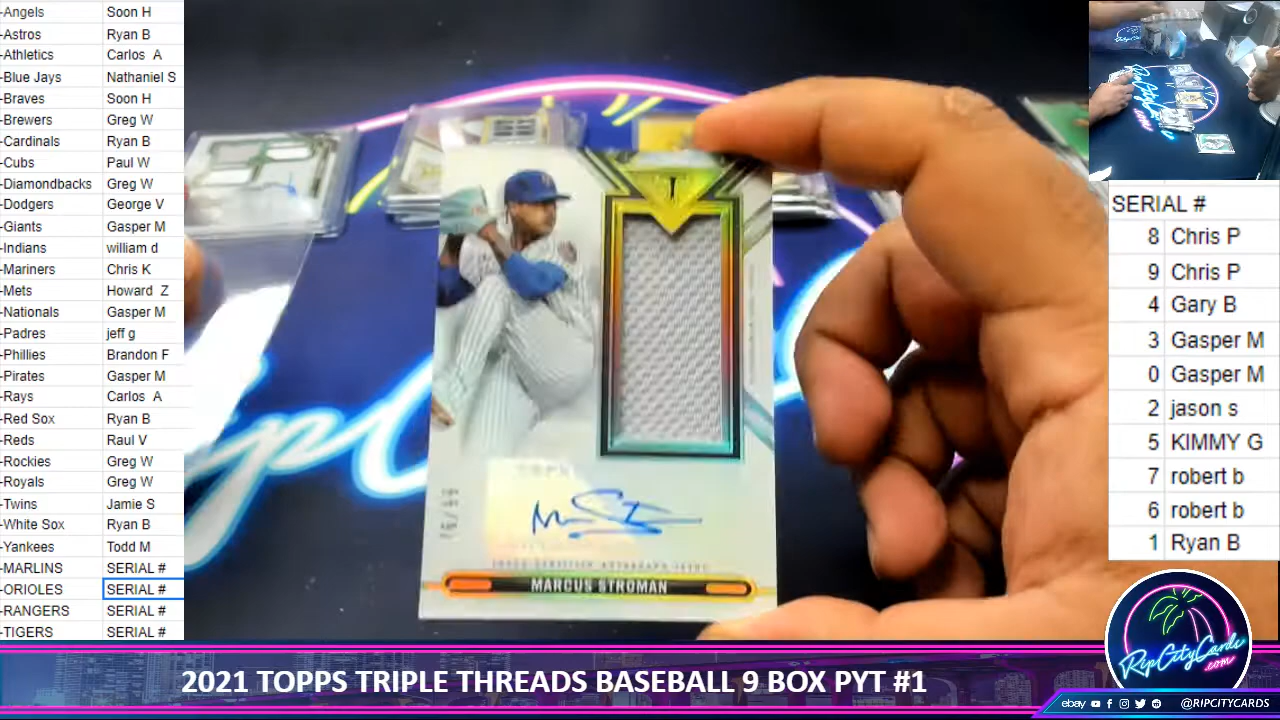 -Angels Soon H
-Astros Ryan B
-Athletics Carlos A
-Blue Jays Nathaniel S
-Braves Soon H
-Brewers Greg W
-Cardinals Ryan B
-Cubs Paul W
-Diamondbacks Greg W
-Dodgers George V
-Giants Gasper M
-Indians william d
-Mariners Chris K
-Mets Howard Z
-Nationals Gasper M
-Padres jeff g
-Phillies Brandon F
-Pirates Gasper M
-Rays Carlos A
-Red Sox Ryan B
-Reds Raul V
-Rockies Greg W
-Royals Greg W
-Twins Jamie S
-White Sox Ryan B
-Yankees Todd M
-MARLINS SERIAL #
-ORIOLES SERIAL #
-RANGERS SERIAL #
-TIGERS SERIAL #
MARCUS STROMAN
SERIAL #
8 Chris P
9 Chris P
4 Gary B
3 Gasper M
0 Gasper M
2 jason s
5 KIMMY G
7 robert b
6 robert b
1 Ryan B
RipCityCards
.com
2021 TOPPS TRIPLE THREADS BASEBALL 9 BOX PYT #1
ebay @RIPCITYCARDS